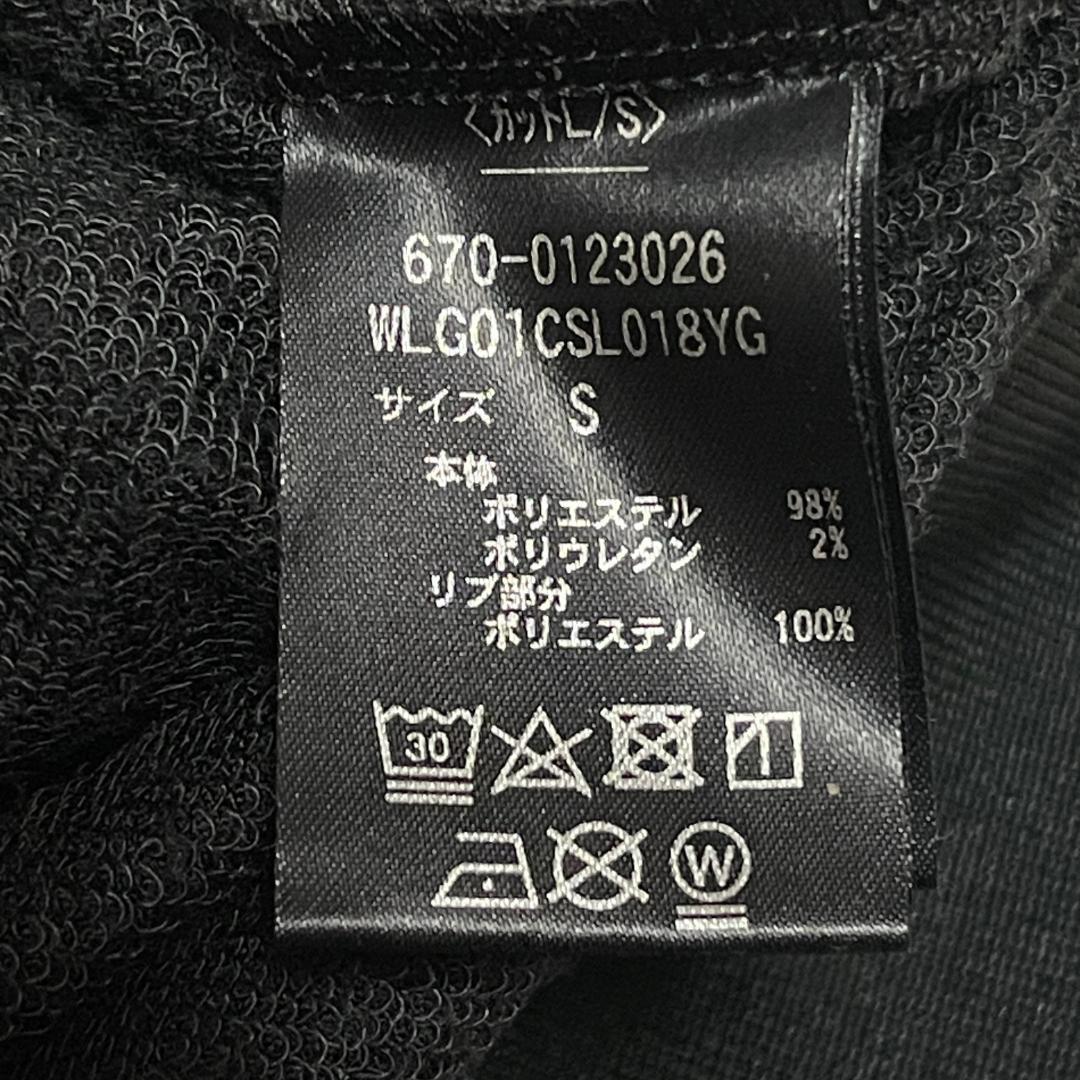 〈カットL/S〉
670-0123026
WLG01CSL018YG
サイズ S
本体
ポリエステル 98%
ポリウレタン 2%
リブ部分
ポリエステル 100%
30
W